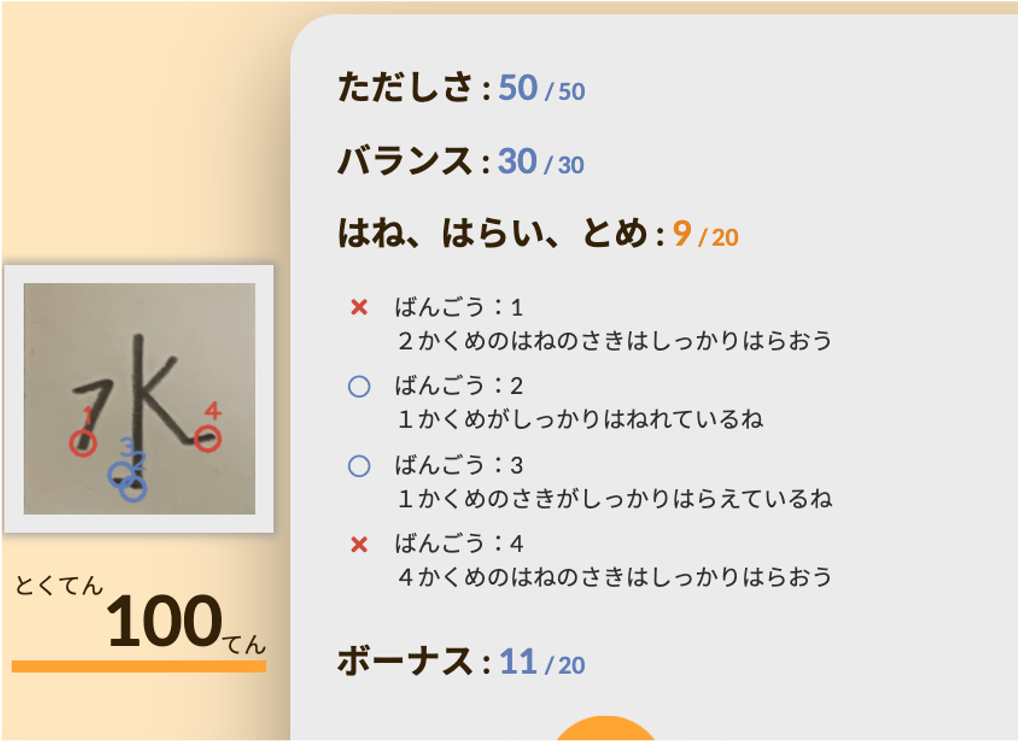 ただしさ : 50 / 50
バランス : 30 / 30
はね、はらい、とめ : 9 / 20
× ばんごう：1
２かくめのはねのさきはしっかりはらおう
○ ばんごう：2
１かくめがしっかりはねれているね
○ ばんごう：3
１かくめのさきがしっかりはらえているね
× ばんごう：4
４かくめのはねのさきはしっかりはらおう
ボーナス : 11 / 20
水
1
4
3
2
とくてん
100てん